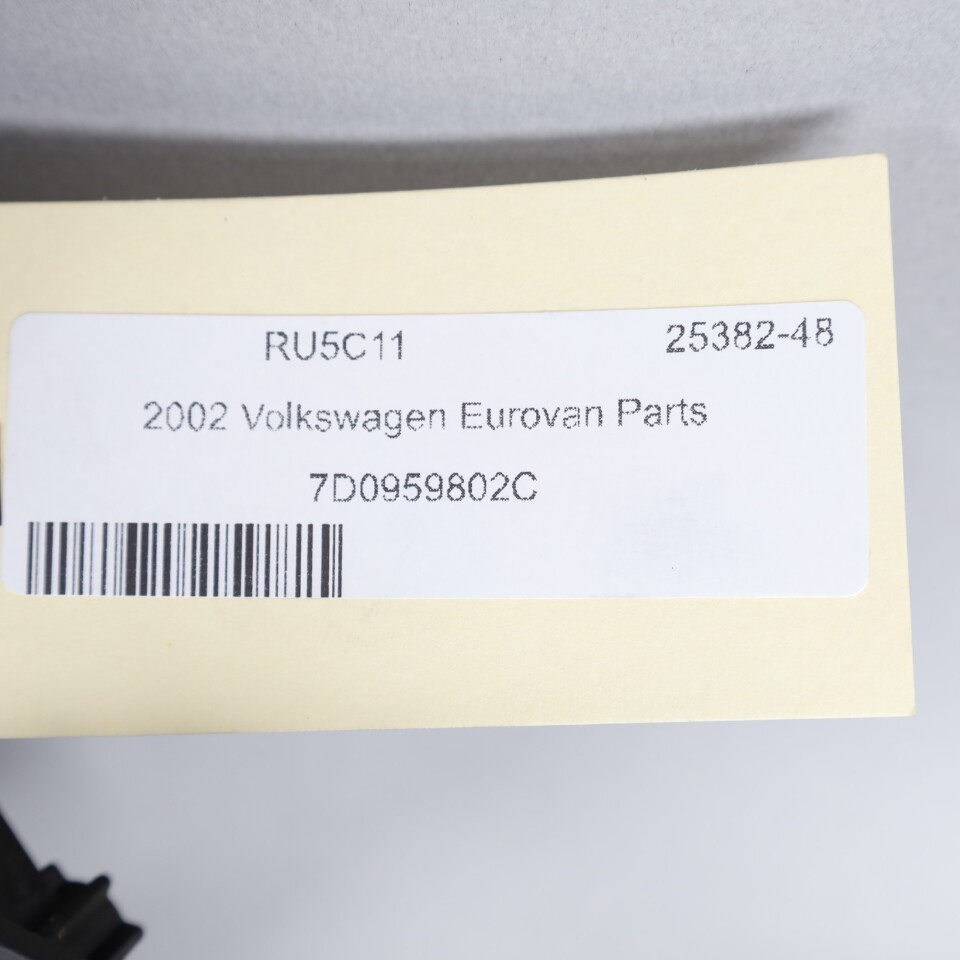 RU5C11 25382-48
2002 Volkswagen Eurovan Parts
7D0959802C